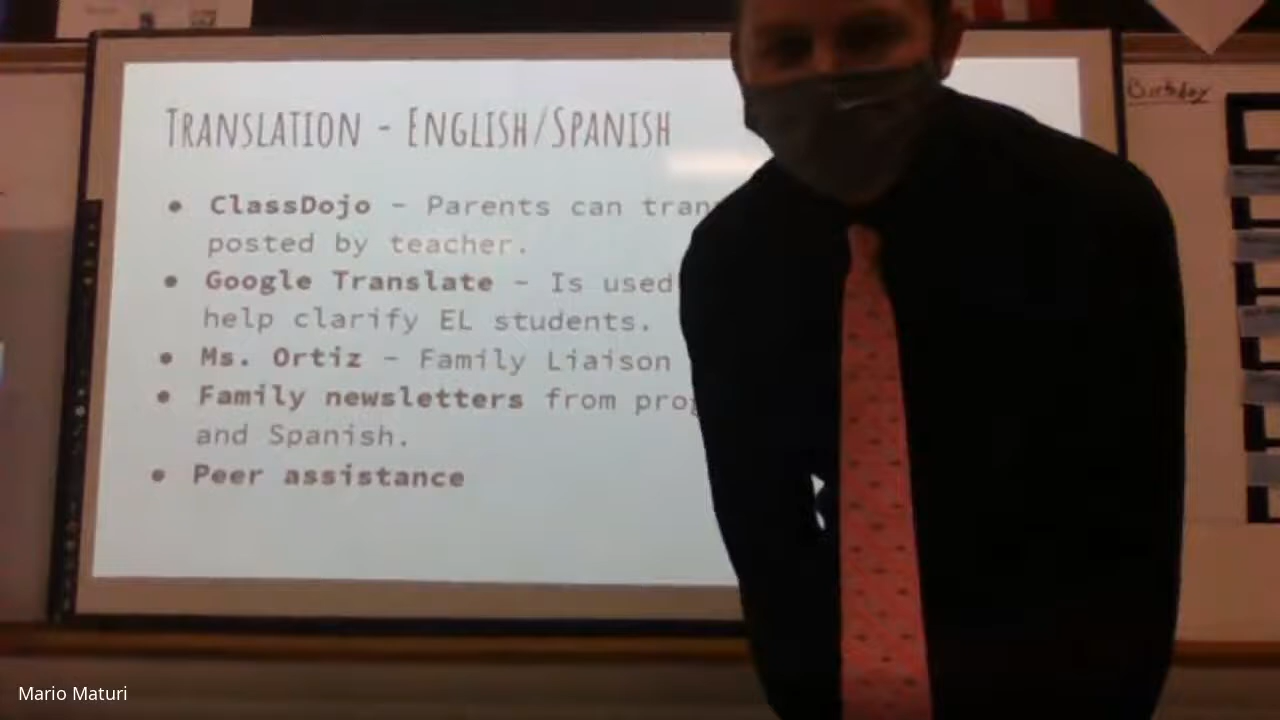 TRANSLATION - ENGLISH/SPANISH
Birthday
• ClassDojo – Parents can
posted by teacher.
• Google Translate – Is used
help clarify EL students.
• Ms. Ortiz – Family Liaison
• Family newsletters from
and Spanish.
• Peer assistance
Mario Maturi